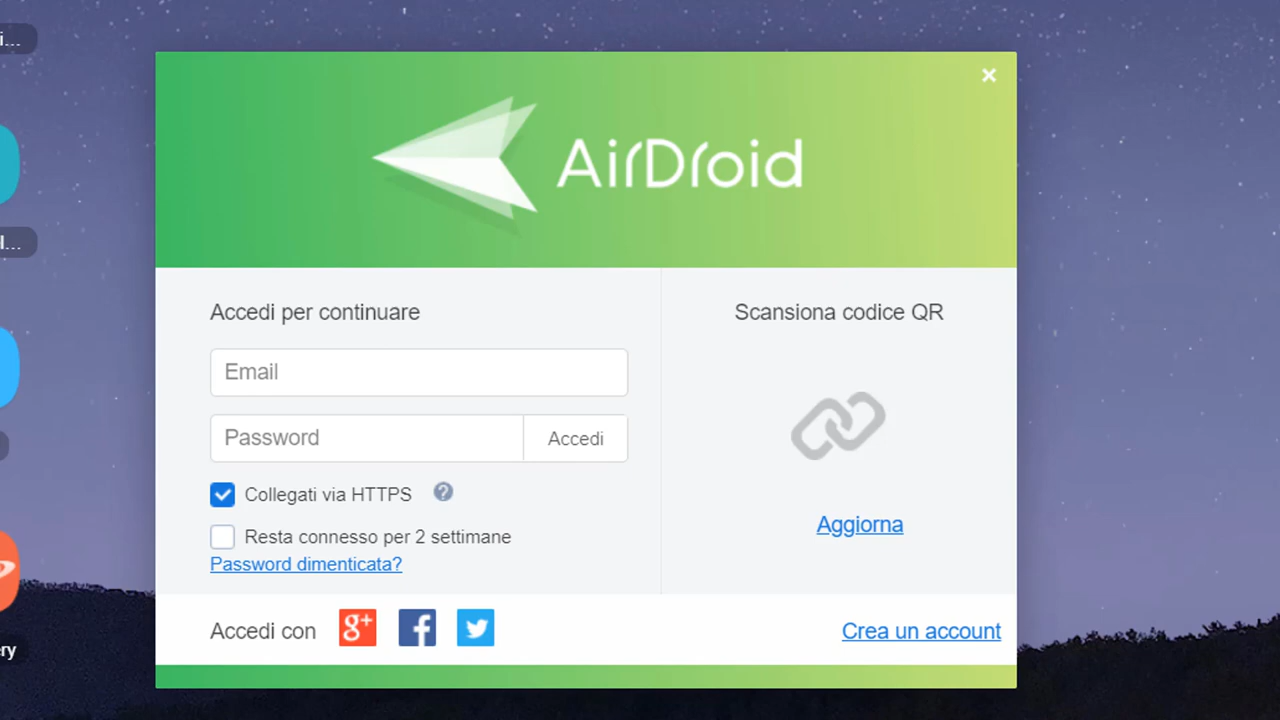 i...
l...
ry
AirDroid
Accedi per continuare
Email
Password
Accedi
Collegati via HTTPS
?
Resta connesso per 2 settimane
Password dimenticata?
Scansiona codice QR
Aggiorna
Accedi con
g+
f
Crea un account